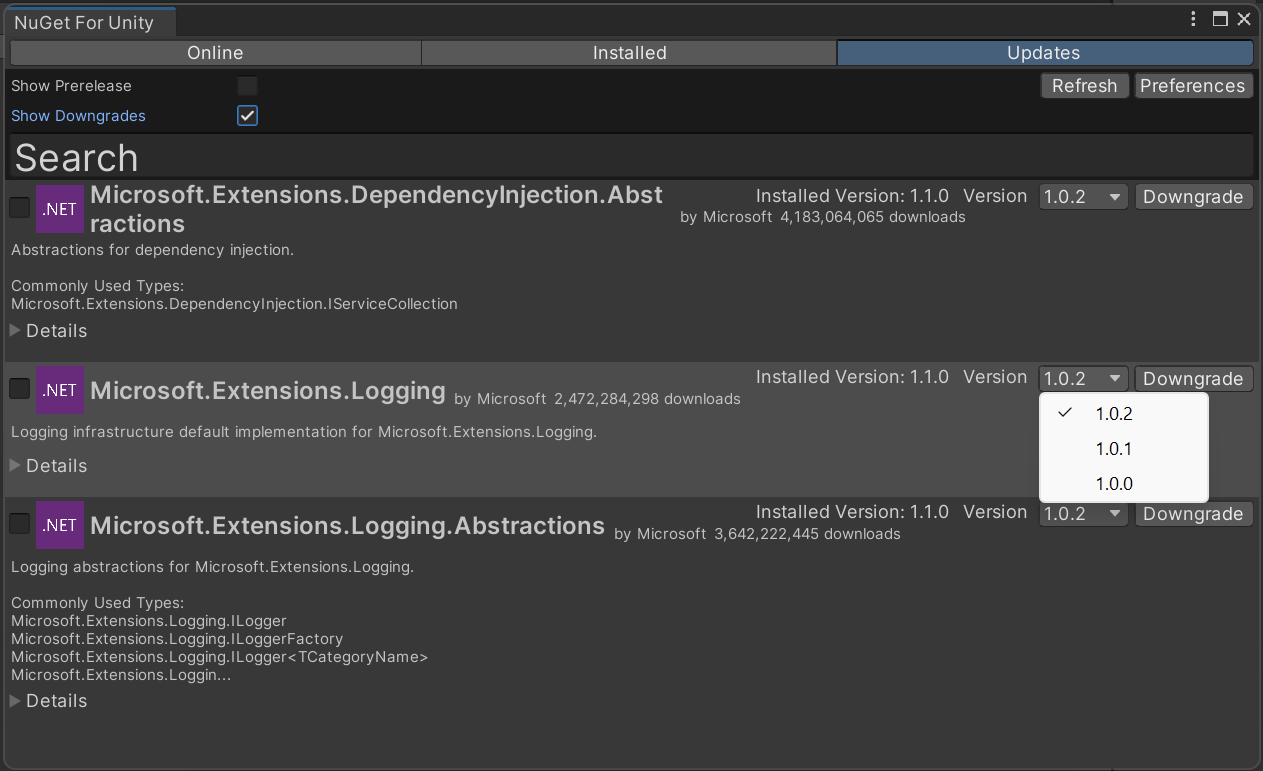 NuGet For Unity
Online Installed Updates
Show Prerelease Refresh Preferences
Show Downgrades
Search
.NET Microsoft.Extensions.DependencyInjection.Abst
ractions
Installed Version: 1.1.0 Version 1.0.2 Downgrade
by Microsoft 4,183,064,065 downloads
Abstractions for dependency injection.
Commonly Used Types:
Microsoft.Extensions.DependencyInjection.IServiceCollection
Details
.NET Microsoft.Extensions.Logging by Microsoft 2,472,284,298 downloads
Installed Version: 1.1.0 Version 1.0.2 Downgrade
1.0.2
1.0.1
1.0.0
Logging infrastructure default implementation for Microsoft.Extensions.Logging.
Details
.NET Microsoft.Extensions.Logging.Abstractions by Microsoft 3,642,222,445 downloads
Installed Version: 1.1.0 Version 1.0.2 Downgrade
Logging abstractions for Microsoft.Extensions.Logging.
Commonly Used Types:
Microsoft.Extensions.Logging.ILogger
Microsoft.Extensions.Logging.ILoggerFactory
Microsoft.Extensions.Logging.ILogger<TCategoryName>
Microsoft.Extensions.Loggin...
Details